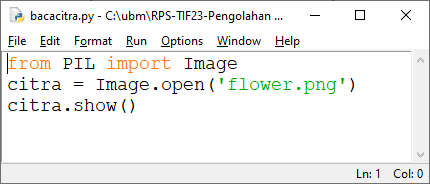 bacacitra.py - C:\ubm\RPS-TIF23-Pengolahan ...
File Edit Format Run Options Window Help
from PIL import Image
citra = Image.open('flower.png')
citra.show()
Ln: 1 Col: 0